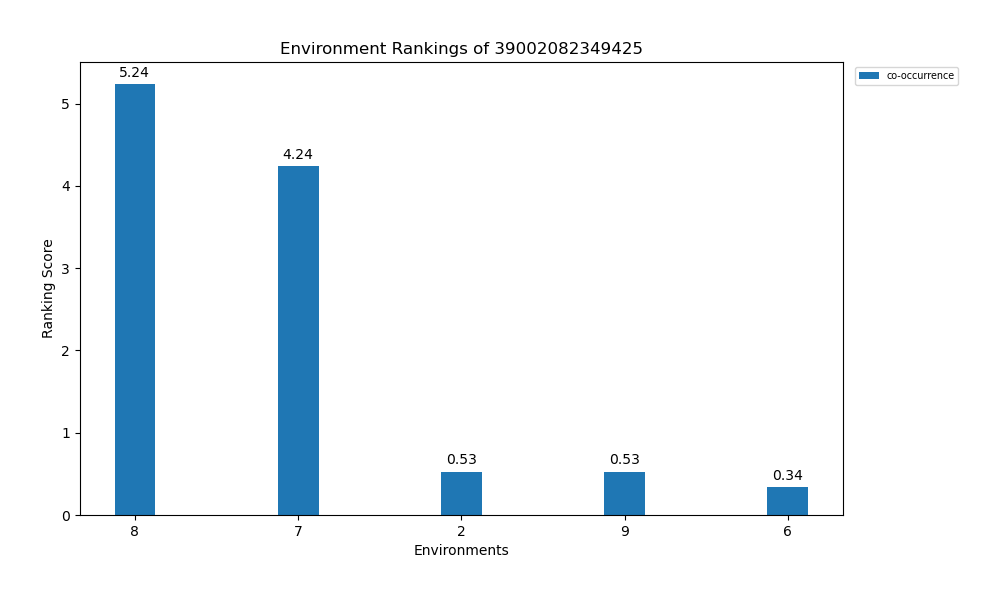 Environment Rankings of 39002082349425
co-occurrence
Ranking Score
5
4
3
2
1
0
5.24
4.24
0.53
0.53
0.34
8 7 2 9 6
Environments